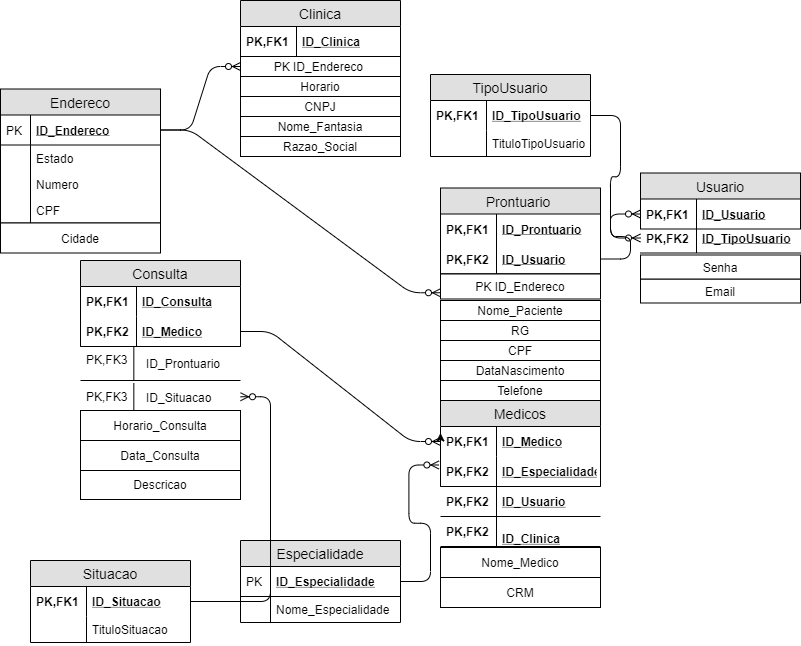 Clinica
PK,FK1 ID_Clinica
PK ID_Endereco
Horario
CNPJ
Nome_Fantasia
Razao_Social
Endereco
PK ID_Endereco
Estado
Numero
CPF
Cidade
TipoUsuario
PK,FK1 ID_TipoUsuario
TituloTipoUsuario
Usuario
PK,FK1 ID_Usuario
PK,FK2 ID_TipoUsuario
Senha
Email
Prontuario
PK,FK1 ID_Prontuario
PK,FK2 ID_Usuario
PK ID_Endereco
Nome_Paciente
RG
CPF
DataNascimento
Telefone
Consulta
PK,FK1 ID_Consulta
PK,FK2 ID_Medico
PK,FK3 ID_Prontuario
PK,FK3 ID_Situacao
Horario_Consulta
Data_Consulta
Descricao
Medicos
PK,FK1 ID_Medico
PK,FK2 ID_Especialidade
PK,FK2 ID_Usuario
PK,FK2 ID_Clinica
Nome_Medico
CRM
Especialidade
PK ID_Especialidade
Nome_Especialidade
Situacao
PK,FK1 ID_Situacao
TituloSituacao